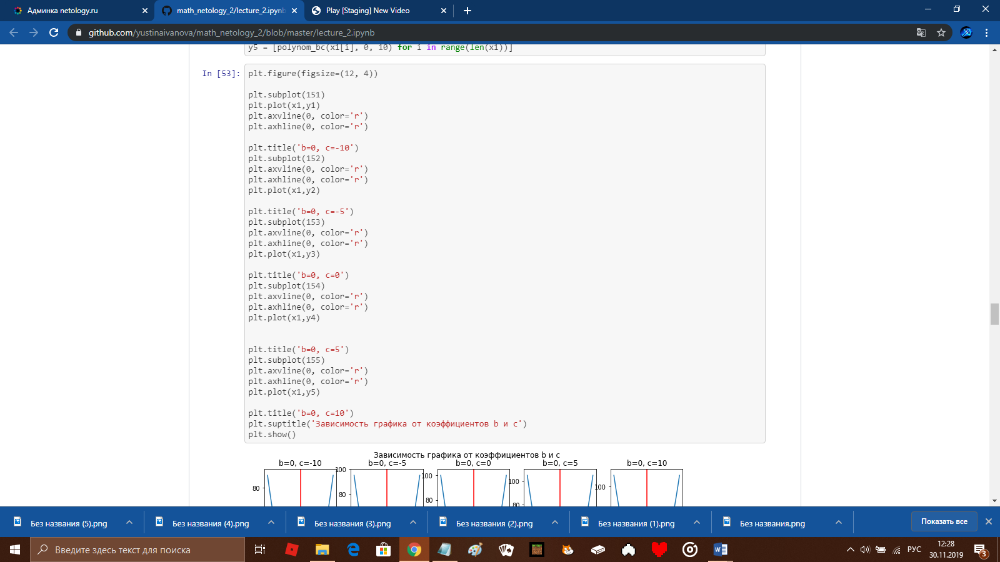 Админка netology.ru
math_netology_2/lecture_2.ipynb
Play [Staging] New Video
github.com/yustinaivanova/math_netology_2/blob/master/lecture_2.ipynb
y5 = [polynom_bc(x1[i], 0, 10) for i in range(len(x1))]
In [53]:
plt.figure(figsize=(12, 4))
plt.subplot(151)
plt.plot(x1,y1)
plt.axvline(0, color='r')
plt.axhline(0, color='r')
plt.title('b=0, c=-10')
plt.subplot(152)
plt.axvline(0, color='r')
plt.axhline(0, color='r')
plt.plot(x1,y2)
plt.title('b=0, c=-5')
plt.subplot(153)
plt.axvline(0, color='r')
plt.axhline(0, color='r')
plt.plot(x1,y3)
plt.title('b=0, c=0')
plt.subplot(154)
plt.axvline(0, color='r')
plt.axhline(0, color='r')
plt.plot(x1,y4)
plt.title('b=0, c=5')
plt.subplot(155)
plt.axvline(0, color='r')
plt.axhline(0, color='r')
plt.plot(x1,y5)
plt.title('b=0, c=10')
plt.suptitle('Зависимость графика от коэффициентов b и c')
plt.show()
Зависимость графика от коэффициентов b и c
b=0, c=-10 b=0, c=-5 b=0, c=0 b=0, c=5 b=0, c=10
100
100
100
100
80
80
80
80
Без названия (5).png
Без названия (4).png
Без названия (3).png
Без названия (2).png
Без названия (1).png
Без названия.png
Показать все
Введите здесь текст для поиска
РУС
12:28
30.11.2019
3